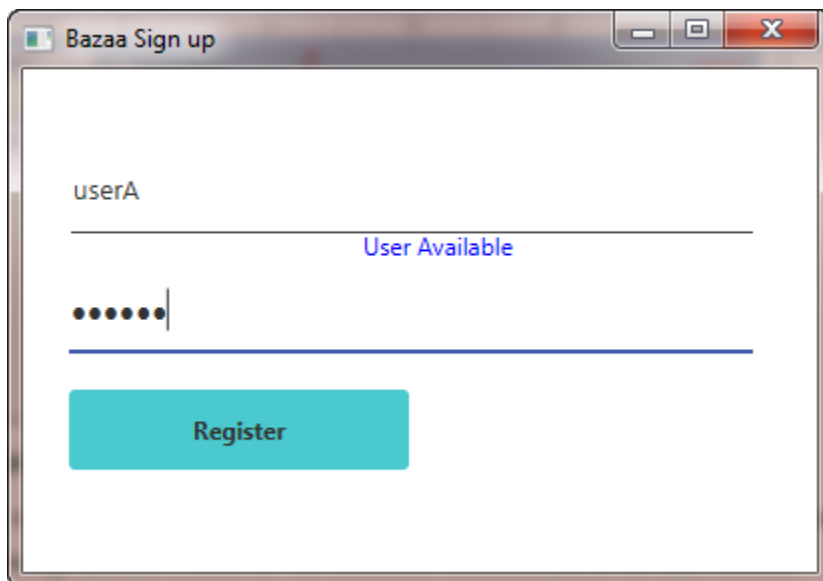 Bazaa Sign up
userA
User Available
••••••
Register